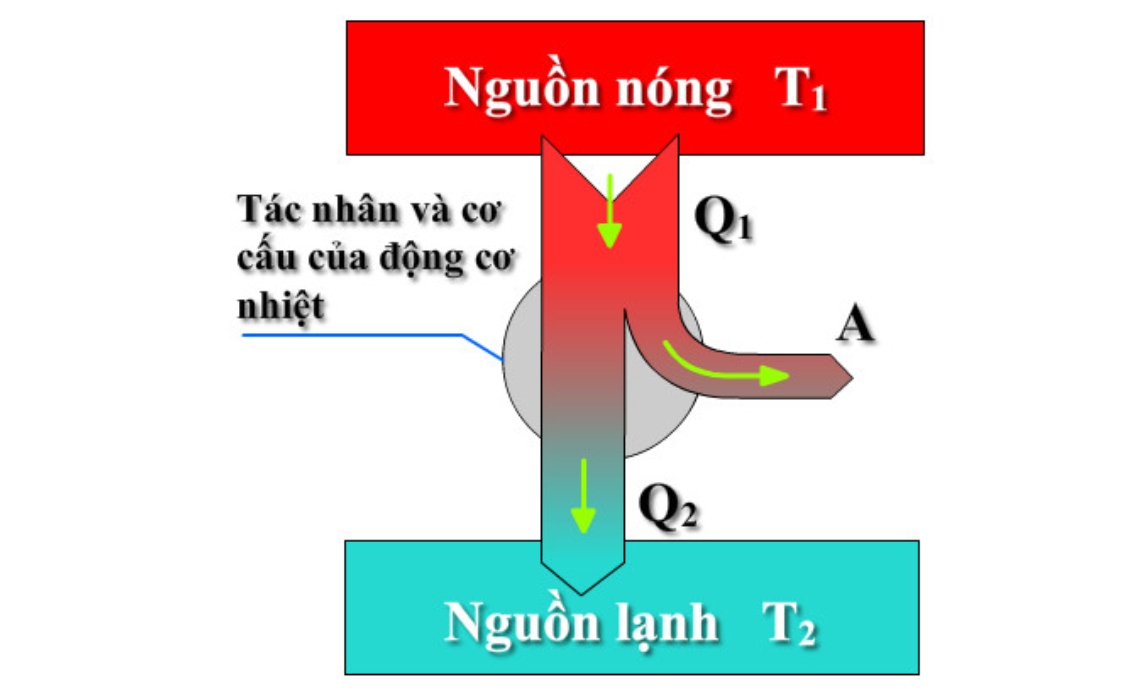 Nguồn nóng T₁
Tác nhân và cơ
cấu của động cơ
nhiệt
Q₁
A
Q₂
Nguồn lạnh T₂